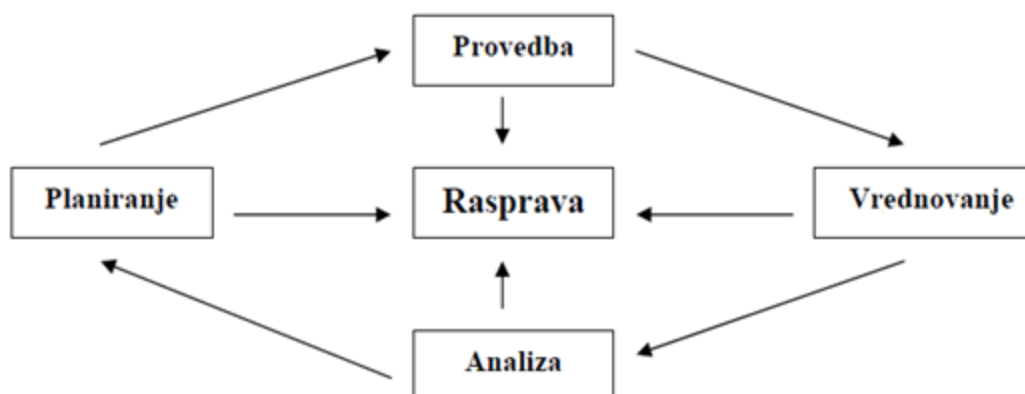 Provedba
Planiranje
Rasprava
Vrednovanje
Analiza